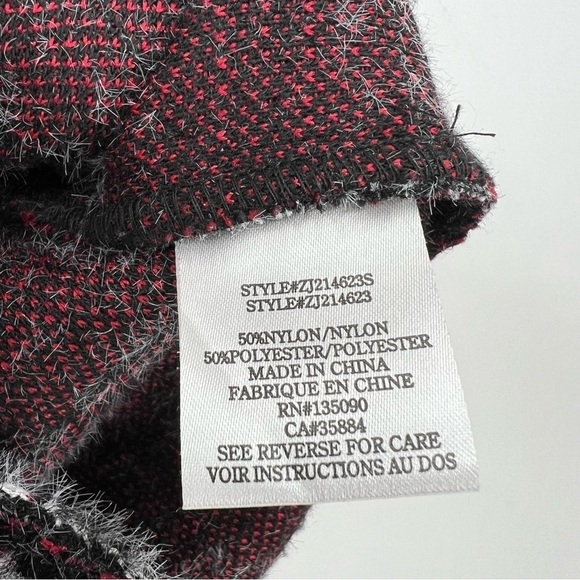 STYLE#ZJ214623S
STYLE#ZJ214623
50%NYLON/NYLON
50%POLYESTER/POLYESTER
MADE IN CHINA
FABRIQUE EN CHINE
RN#135090
CA#35884
SEE REVERSE FOR CARE
VOIR INSTRUCTIONS AU DOS